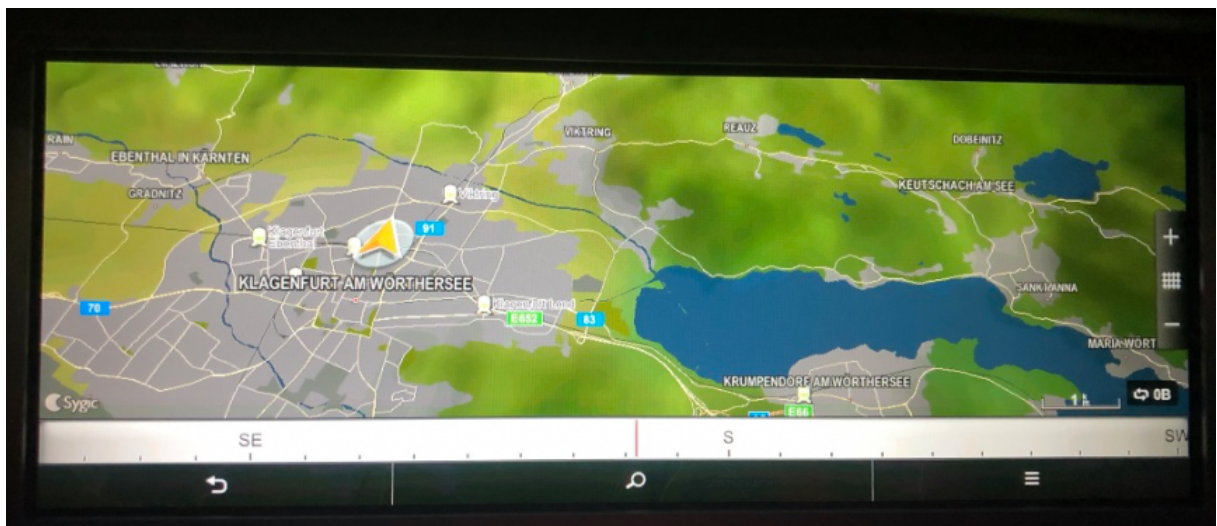 VIKTRING
REAUZ
DOBEINITZ
RAIN
EBENTHAL IN KÄRNTEN
GRADNITZ
KEUTSCHACH AM SEE
Viktring
Klagenfurt
Ebenthal
91
KLAGENFURT AM WÖRTHERSEE
SANKT ANNA
70
Klagenfurt
E652
83
MARIA WÖRT
KRUMPENDORF AM WÖRTHERSEE
Sygic
E66
0B
SE
S
SW